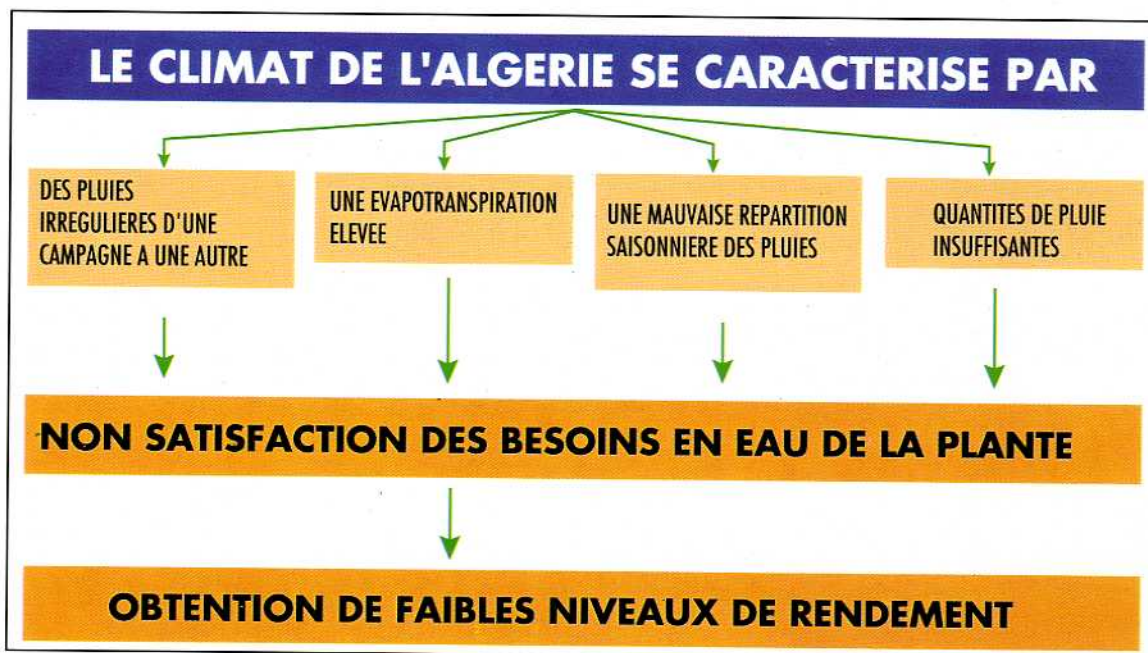 LE CLIMAT DE L'ALGERIE SE CARACTERISE PAR
DES PLUIES
IRREGULIERES D'UNE
CAMPAGNE A UNE AUTRE
UNE EVAPOTRANSPIRATION
ELEVEE
UNE MAUVAISE REPARTITION
SAISONNIERE DES PLUIES
QUANTITES DE PLUIE
INSUFFISANTES
NON SATISFACTION DES BESOINS EN EAU DE LA PLANTE
OBTENTION DE FAIBLES NIVEAUX DE RENDEMENT